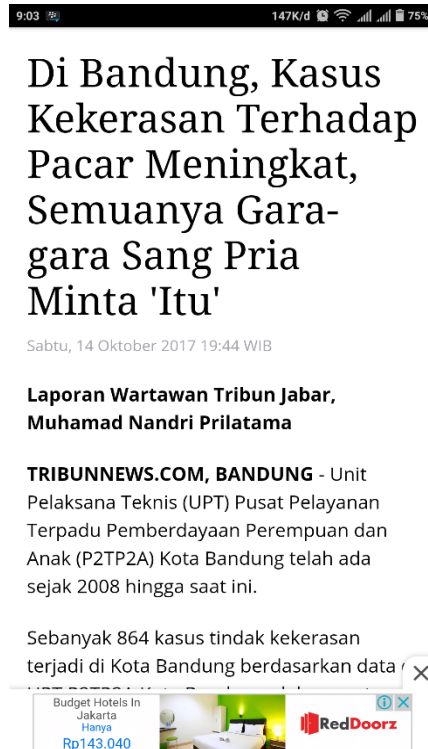 9:03
147K/d
75%
Di Bandung, Kasus
Kekerasan Terhadap
Pacar Meningkat,
Semuanya Gara-
gara Sang Pria
Minta 'Itu'
Sabtu, 14 Oktober 2017 19:44 WIB
Laporan Wartawan Tribun Jabar,
Muhamad Nandri Prilatama
TRIBUNNEWS.COM, BANDUNG - Unit
Pelaksana Teknis (UPT) Pusat Pelayanan
Terpadu Pemberdayaan Perempuan dan
Anak (P2TP2A) Kota Bandung telah ada
sejak 2008 hingga saat ini.
Sebanyak 864 kasus tindak kekerasan
terjadi di Kota Bandung berdasarkan data
Budget Hotels In
Jakarta
Hanya
Rp143.040
RedDoorz